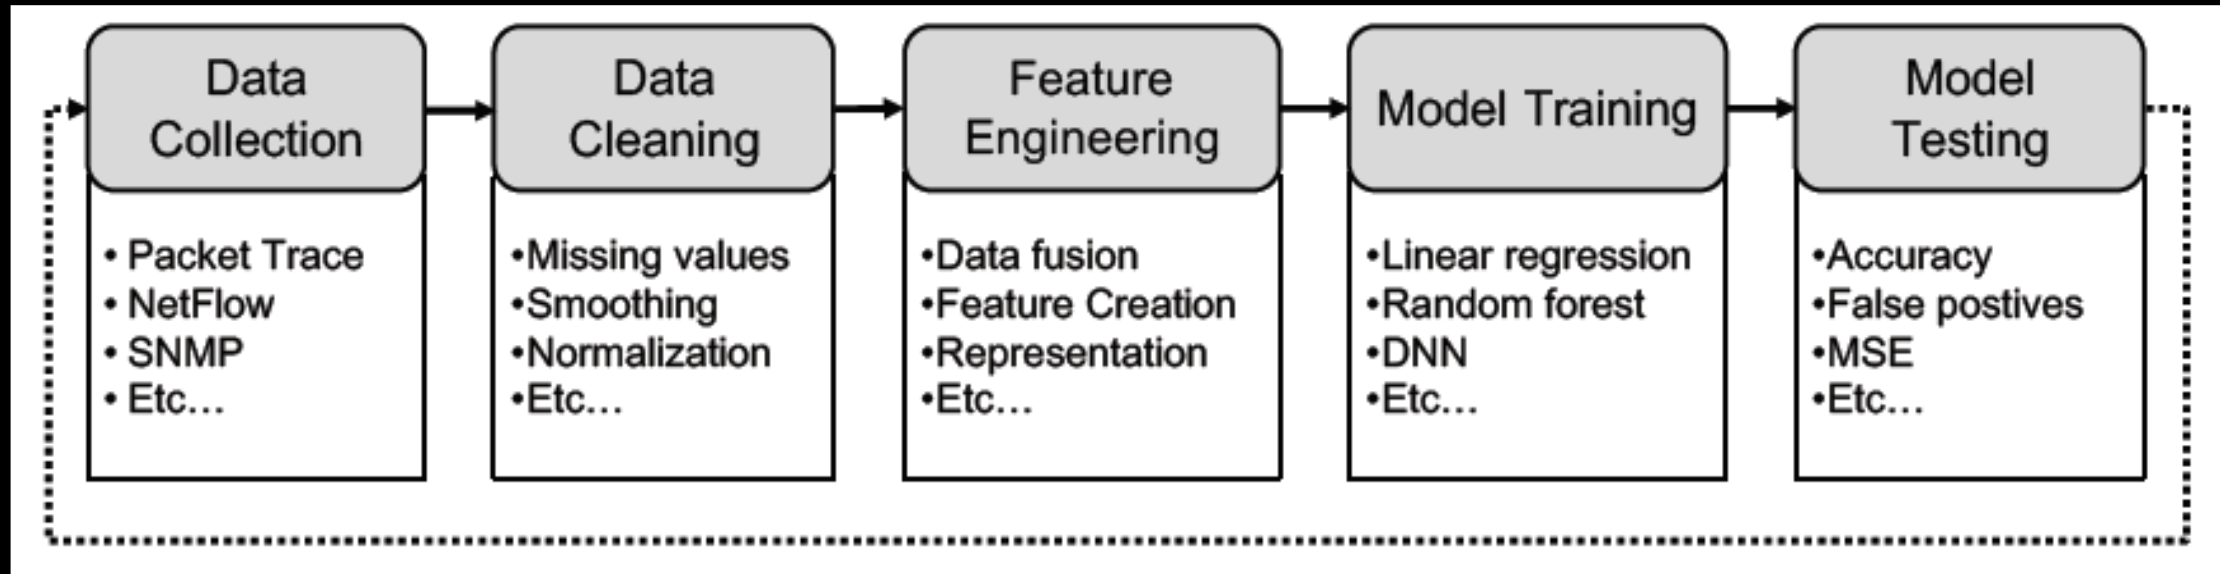 Data
Collection
• Packet Trace
• NetFlow
• SNMP
• Etc...
Data
Cleaning
•Missing values
•Smoothing
•Normalization
•Etc...
Feature
Engineering
•Data fusion
•Feature Creation
•Representation
•Etc...
Model Training
•Linear regression
•Random forest
•DNN
•Etc...
Model
Testing
•Accuracy
•False postives
•MSE
•Etc...